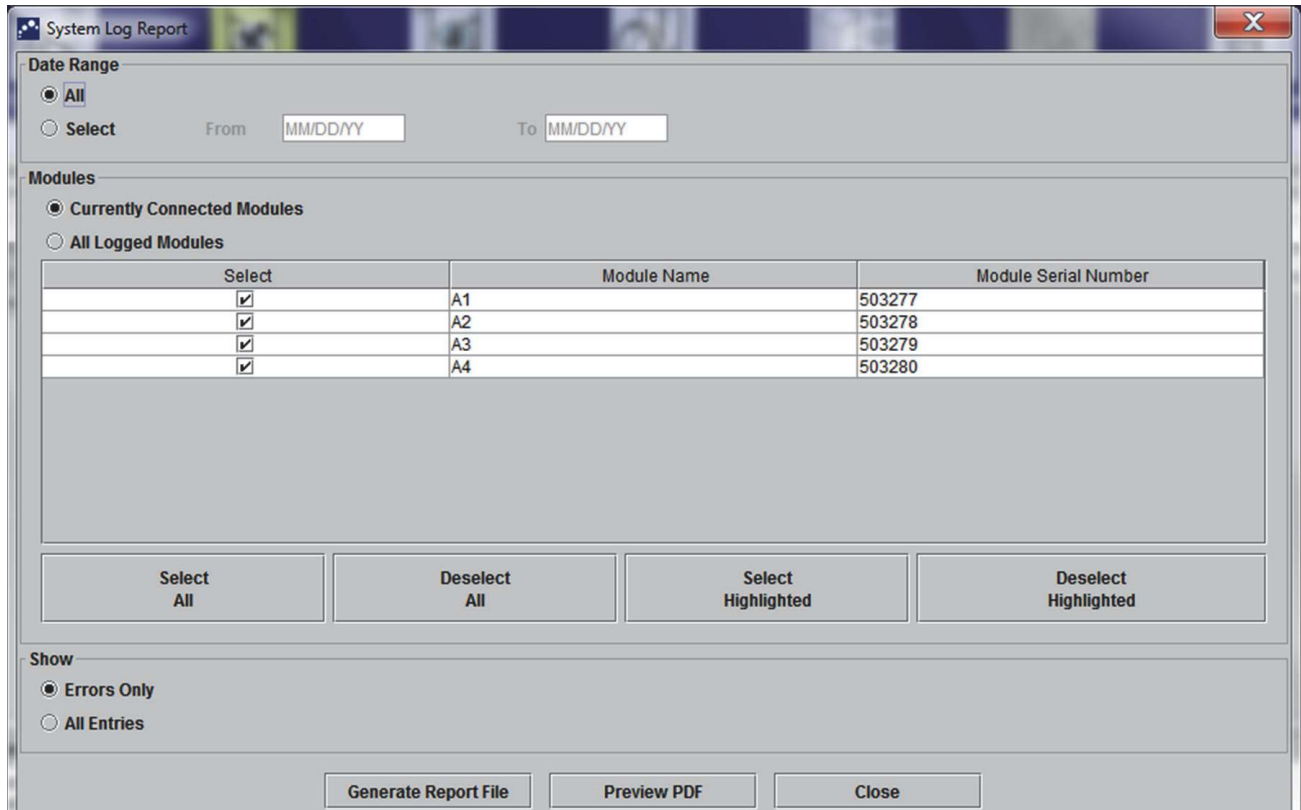 System Log Report
Date Range
All
Select From MM/DD/YY To MM/DD/YY
Modules
Currently Connected Modules
All Logged Modules
Select Module Name Module Serial Number
A1 503277
A2 503278
A3 503279
A4 503280
Select All Deselect All Select Highlighted Deselect Highlighted
Show
Errors Only
All Entries
Generate Report File Preview PDF Close